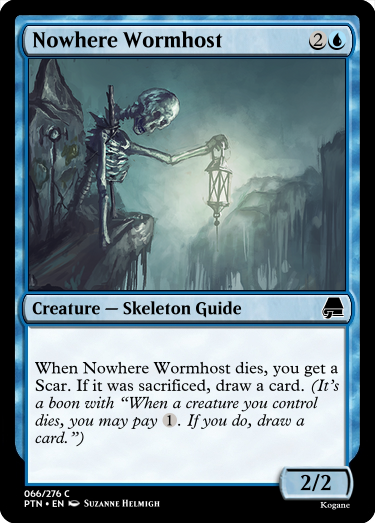 Nowhere Wormhost 2
Creature — Skeleton Guide
When Nowhere Wormhost dies, you get a
Scar. If it was sacrificed, draw a card. (It's
a boon with “When a creature you control
dies, you may pay 1. If you do, draw a
card.”)
2/2
066/276 C
PTN • EN Suzanne Helmigh
Kogane